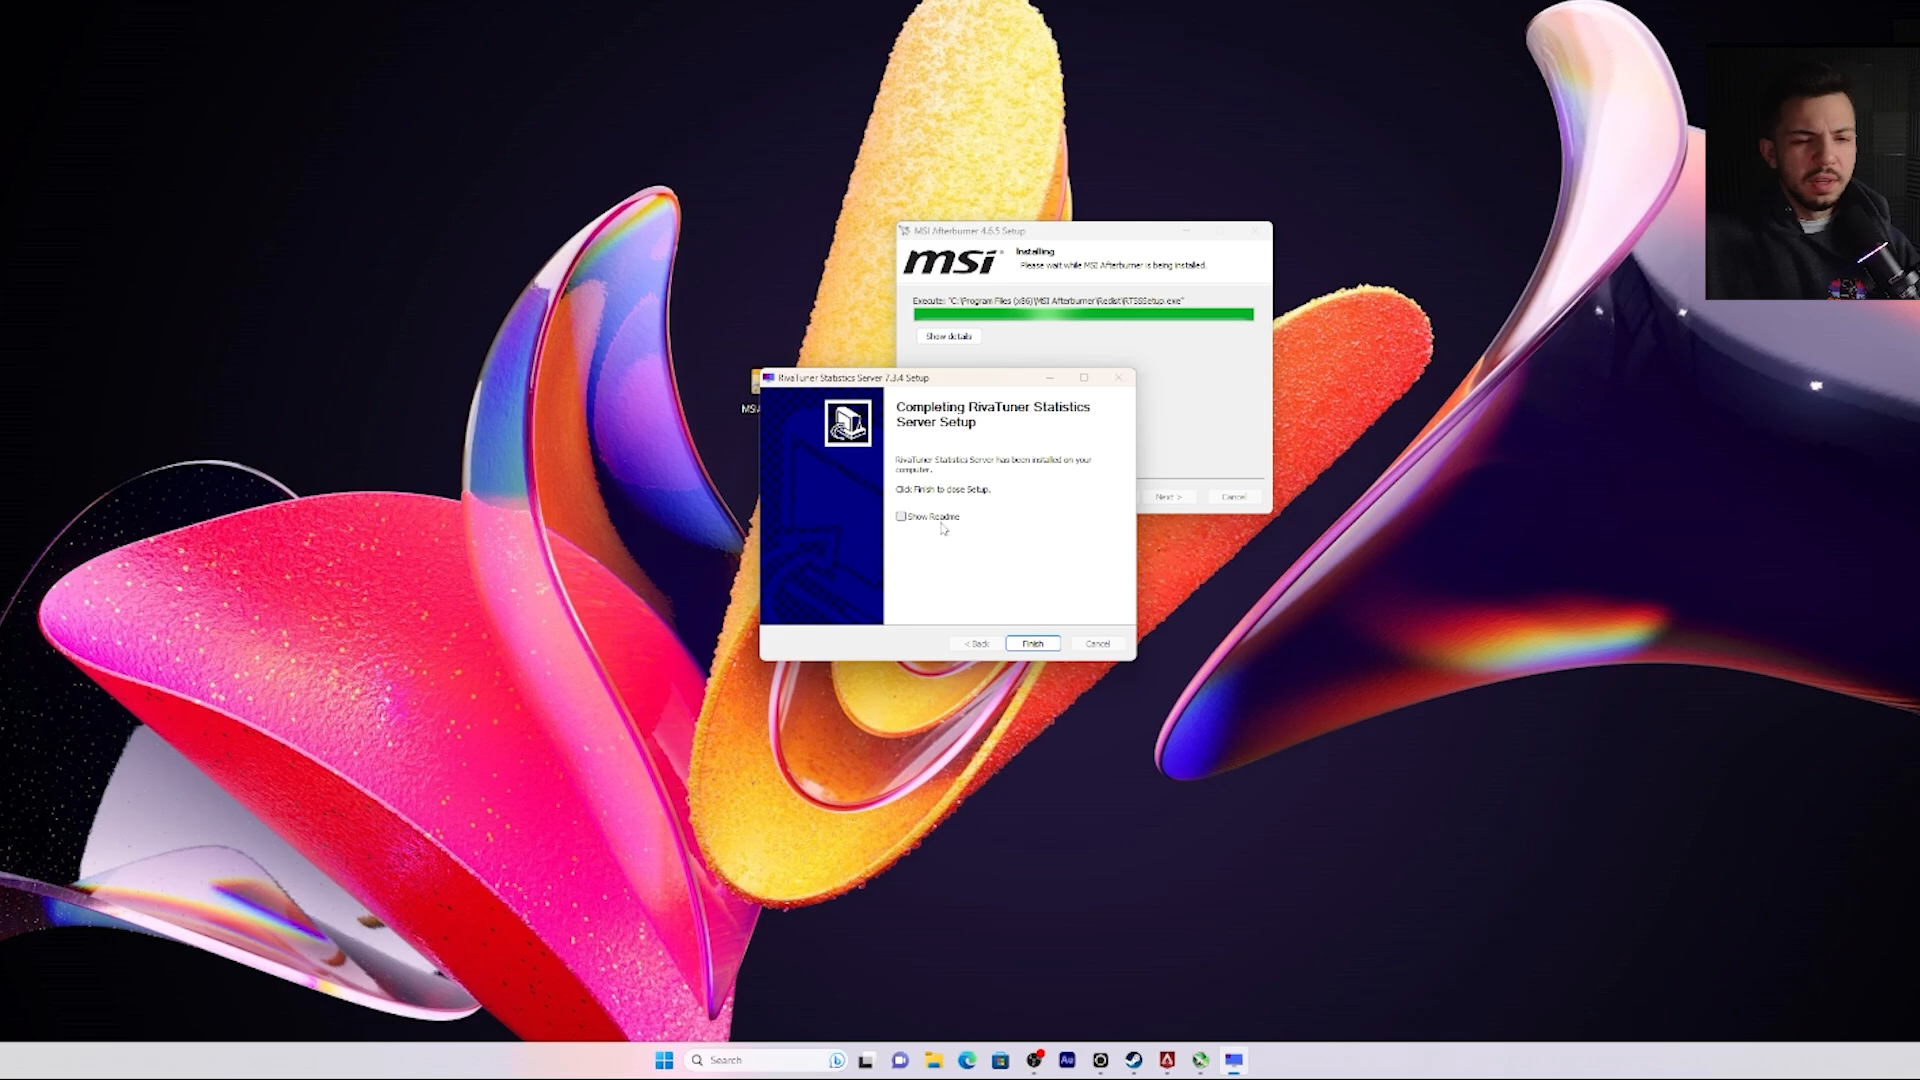 MSI Afterburner 4.6.5 Setup
msi
Installing
Please wait while MSI Afterburner is being installed.
Execute: "C:\Program Files (x86)\MSI Afterburner\Redist\RTSSSetup.exe"
Show details
Next >
Cancel
MSI
RivaTuner Statistics Server 7.3.4 Setup
Completing RivaTuner Statistics
Server Setup
RivaTuner Statistics Server has been installed on your
computer.
Click Finish to close Setup.
Show Readme
< Back
Finish
Cancel
Search
Au